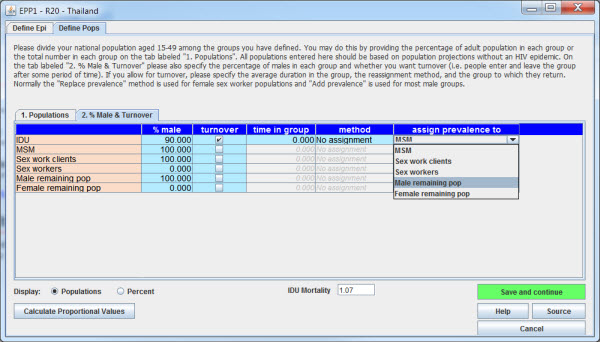 EPP1 - R20 - Thailand
Define Epi Define Pops
Please divide your national population aged 15-49 among the groups you have defined. You may do this by providing the percentage of adult population in each group or
the total number in each group on the tab labeled "1. Populations". All populations entered here should be based on population projections without an HIV epidemic. On
the tab labeled "2. % Male & Turnover" please also specify the percentage of males in each group and whether you want turnover (i.e. people enter and leave the group
after some period of time). If you allow for turnover, please specify the average duration in the group, the reassignment method, and the group to which they return.
Normally the "Replace prevalence" method is used for female sex worker populations and "Add prevalence" is used for most male groups.
1. Populations 2. % Male & Turnover
% male turnover time in group method assign prevalence to
IDU 90.000 0.000 No assignment MSM
MSM 100.000 0.000 No assignment MSM
Sex work clients 100.000 0.000 No assignment Sex work clients
Sex workers 0.000 0.000 No assignment Sex workers
Male remaining pop 100.000 0.000 No assignment Male remaining pop
Female remaining pop 0.000 0.000 No assignment Female remaining pop
Display: Populations Percent IDU Mortality 1.07 Save and continue
Calculate Proportional Values Help Source
Cancel